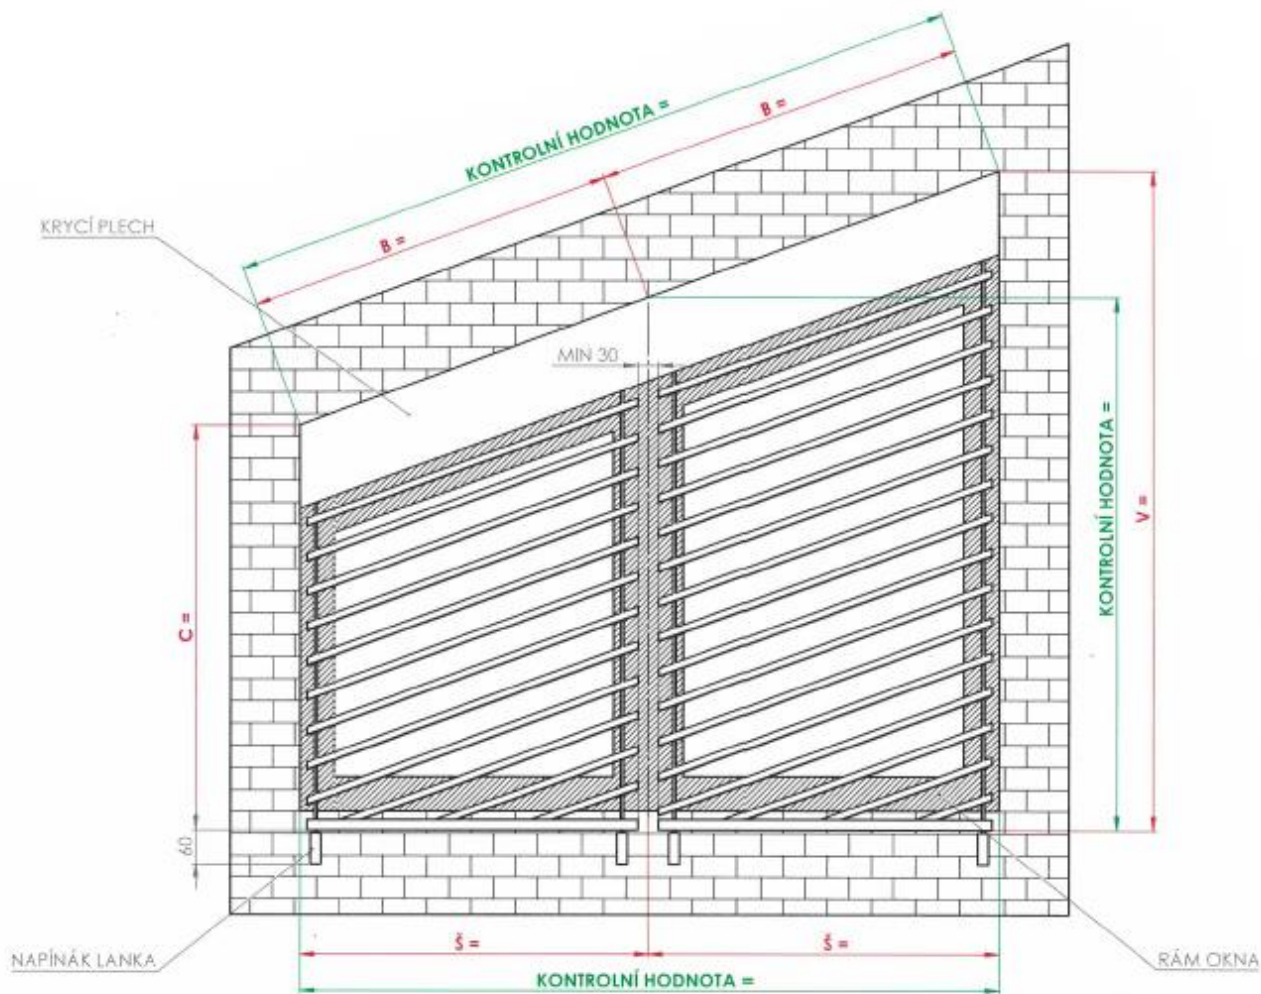 KONTROLNÍ HODNOTA =
B =
B =
KRYCÍ PLECH
MIN 30
KONTROLNÍ HODNOTA =
V =
C =
60
NAPÍNÁK LANKA
Š =
Š =
RÁM OKNA
KONTROLNÍ HODNOTA =